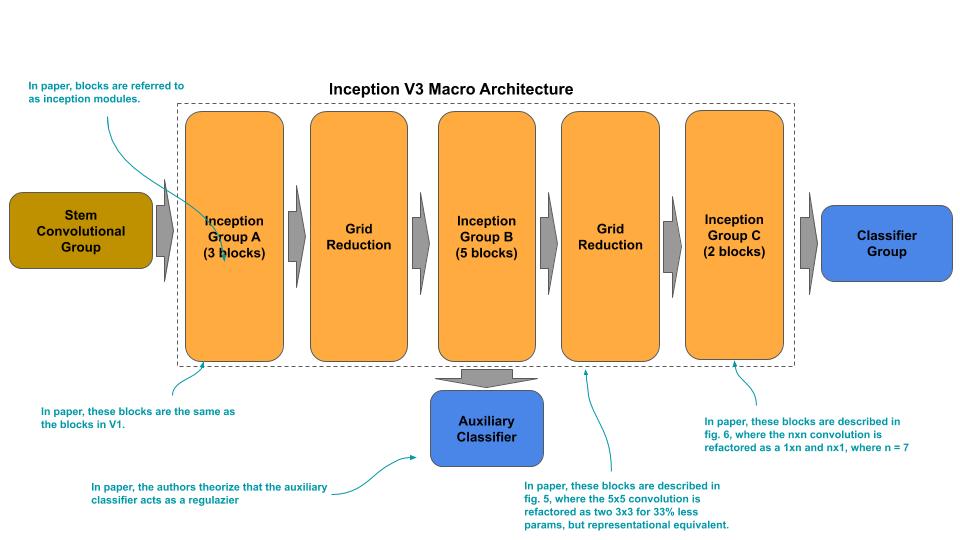 Inception V3 Macro Architecture
In paper, blocks are referred to
as inception modules.
Stem
Convolutional
Group
Inception
Group A
(3 blocks)
Grid
Reduction
Inception
Group B
(5 blocks)
Grid
Reduction
Inception
Group C
(2 blocks)
Classifier
Group
Auxiliary
Classifier
In paper, these blocks are the same as
the blocks in V1.
In paper, the authors theorize that the auxiliary
classifier acts as a regulazier
In paper, these blocks are described in
fig. 5, where the 5x5 convolution is
refactored as two 3x3 for 33% less
params, but representational equivalent.
In paper, these blocks are described in
fig. 6, where the nxn convolution is
refactored as a 1xn and nx1, where n = 7